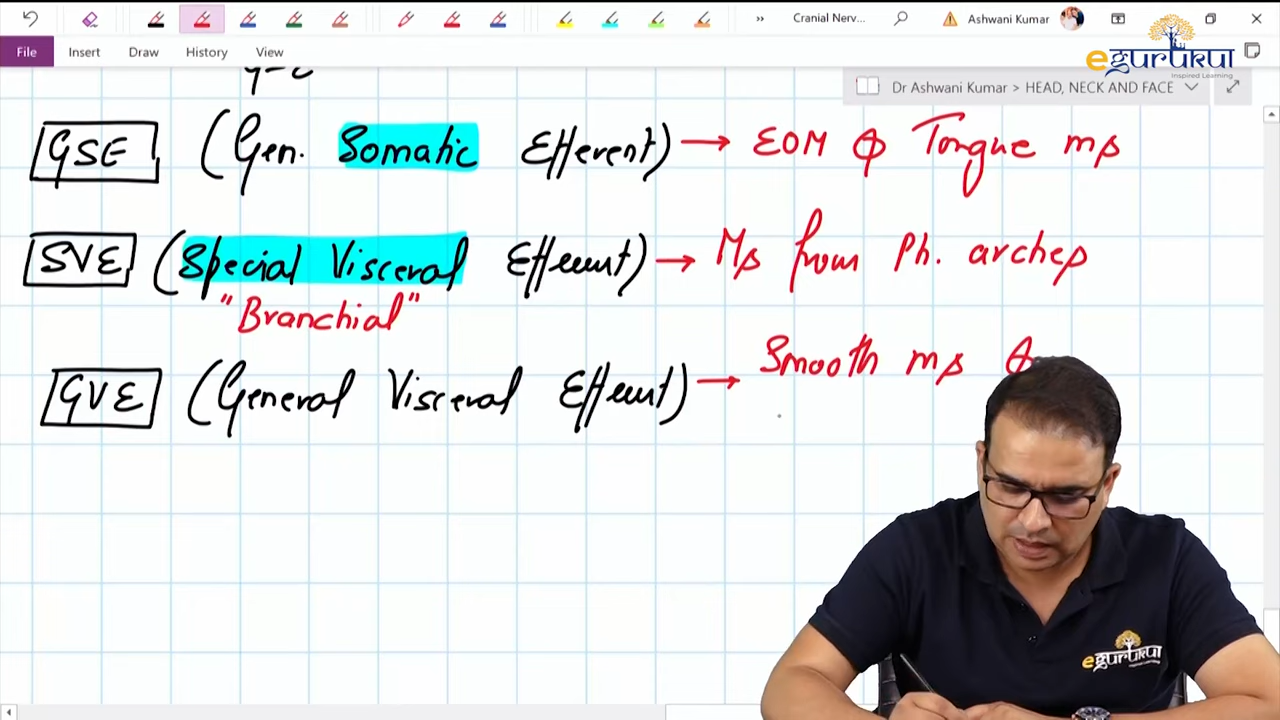 Cranial Nerv...
Ashwani Kumar
File Insert Draw History View
egurukul
Inspired Learning
Dr Ashwani Kumar > HEAD, NECK AND FACE
GSE (Gen. Somatic Efferent) → EOM & Tongue ms
SVE (Special Visceral Efferent) → Ms from Ph. arches
"Branchial"
GVE (General Visceral Efferent) → Smooth ms &
egurukul